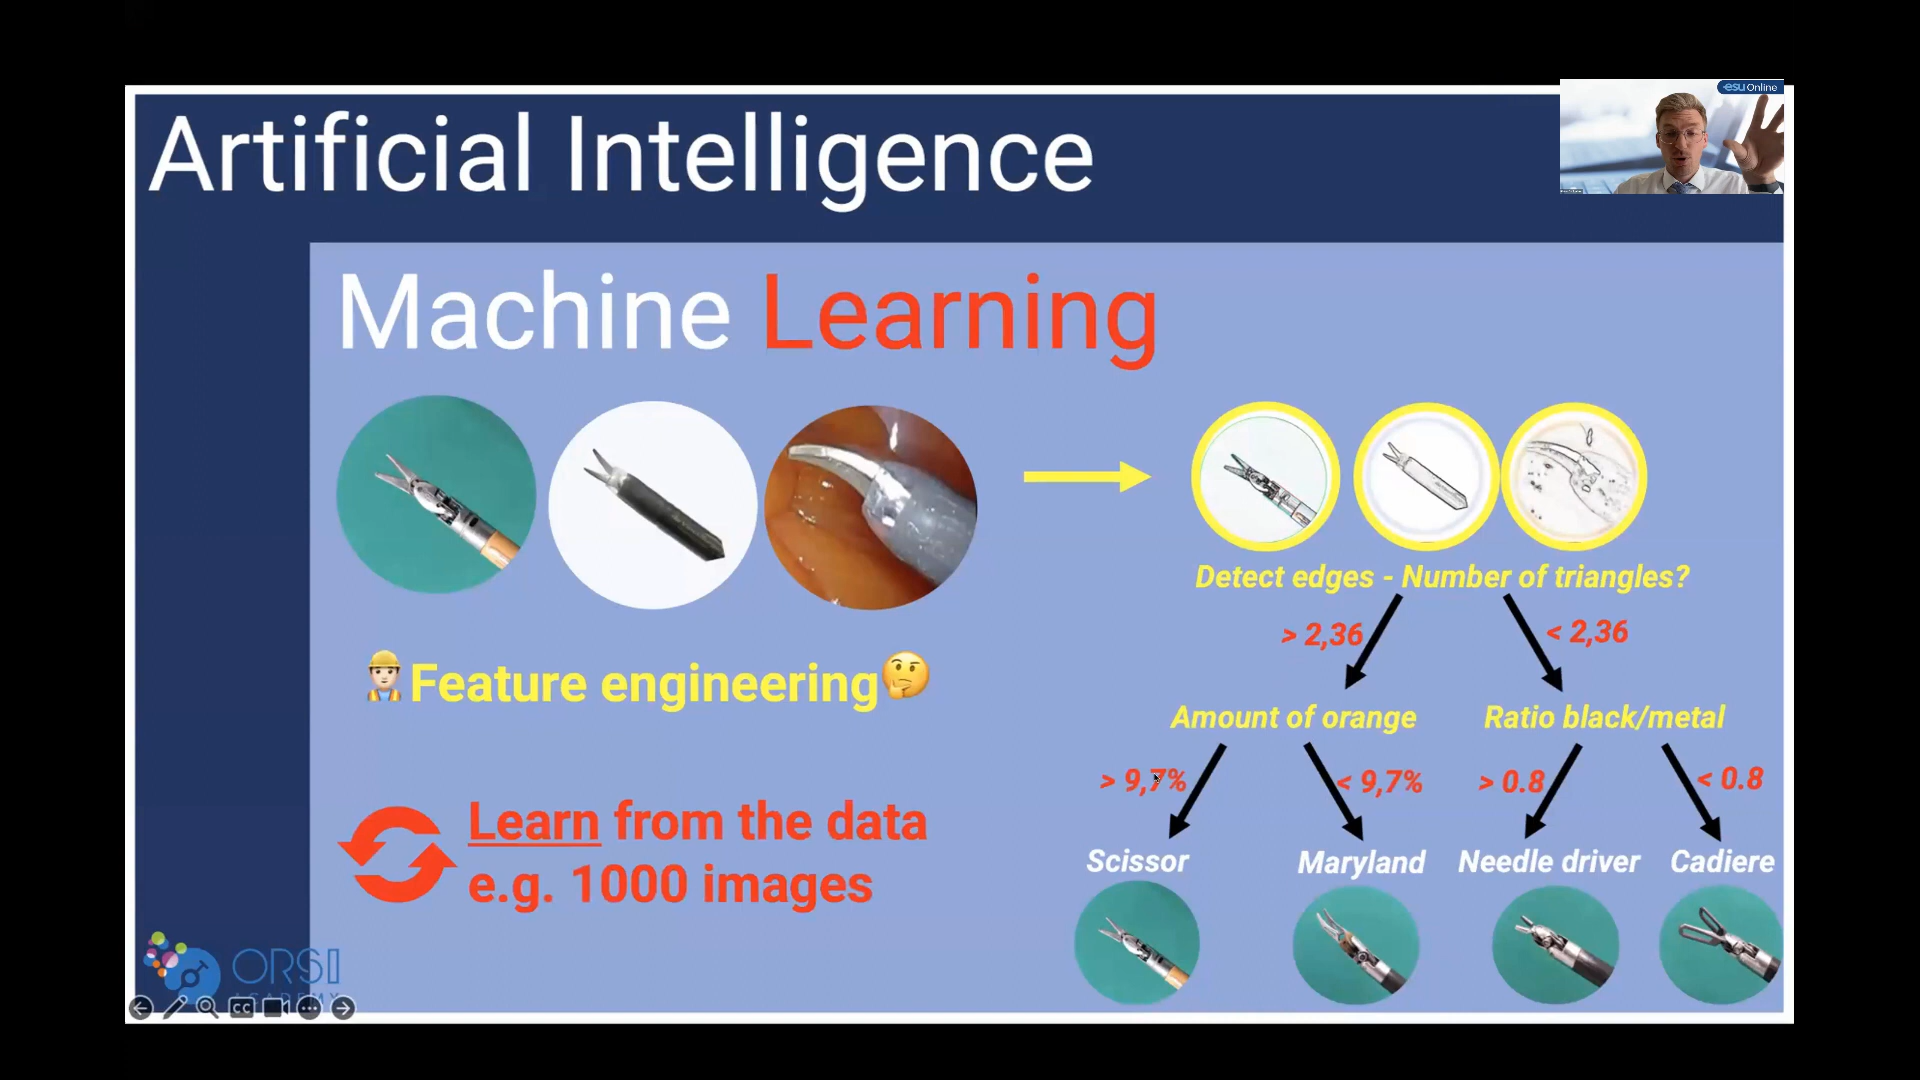 Artificial Intelligence
esu Online
Machine Learning
Detect edges - Number of triangles?
> 2,36
< 2,36
Feature engineering
Amount of orange
Ratio black/metal
> 9,7%
< 9,7%
> 0.8
< 0.8
Learn from the data
e.g. 1000 images
Scissor
Maryland
Needle driver
Cadiere
ORSI
ACADEMY
CC